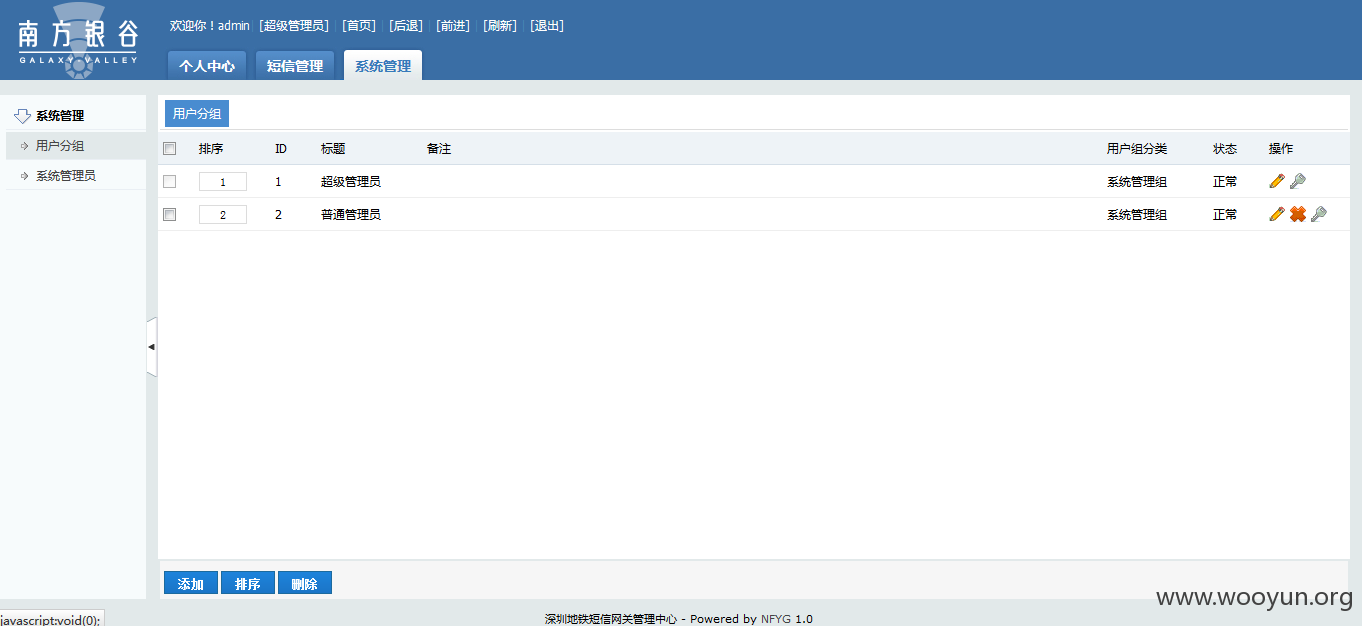 南方银谷
GALAXY·VALLEY
欢迎你！admin [超级管理员] [首页] [后退] [前进] [刷新] [退出]
个人中心 短信管理 系统管理
系统管理
用户分组
系统管理员
用户分组
排序 ID 标题 备注 用户组分类 状态 操作
1 1 超级管理员 系统管理组 正常
2 2 普通管理员 系统管理组 正常
添加 排序 删除
www.wooyun.org
javascript:void(0);
深圳地铁短信网关管理中心 - Powered by NFYG 1.0